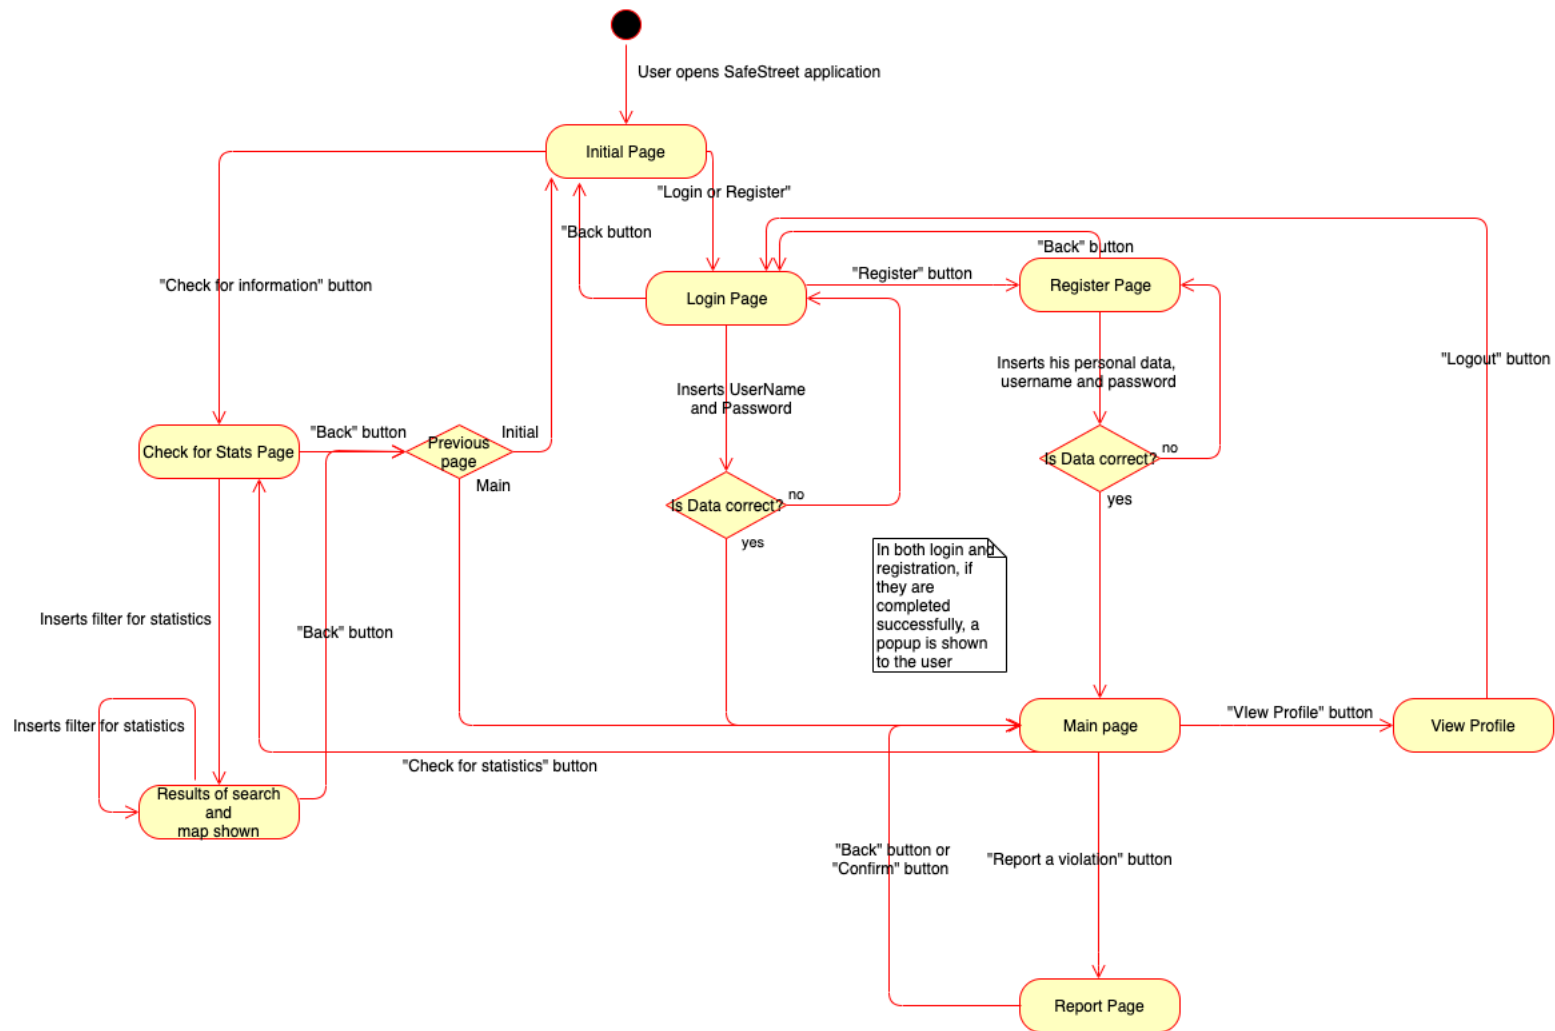 User opens SafeStreet application
Initial Page
"Login or Register"
"Back button
"Back" button
"Check for information" button
"Register" button
Login Page
Register Page
"Logout" button
Inserts his personal data,
username and password
Inserts UserName
and Password
"Back" button
Initial
Check for Stats Page
Previous
page
Main
Is Data correct?
no
yes
Is Data correct?
no
yes
In both login and
registration, if
they are
completed
successfully, a
popup is shown
to the user
Inserts filter for statistics
"Back" button
Inserts filter for statistics
Main page
"VIew Profile" button
View Profile
"Check for statistics" button
Results of search
and
map shown
"Back" button or
"Confirm" button
"Report a violation" button
Report Page